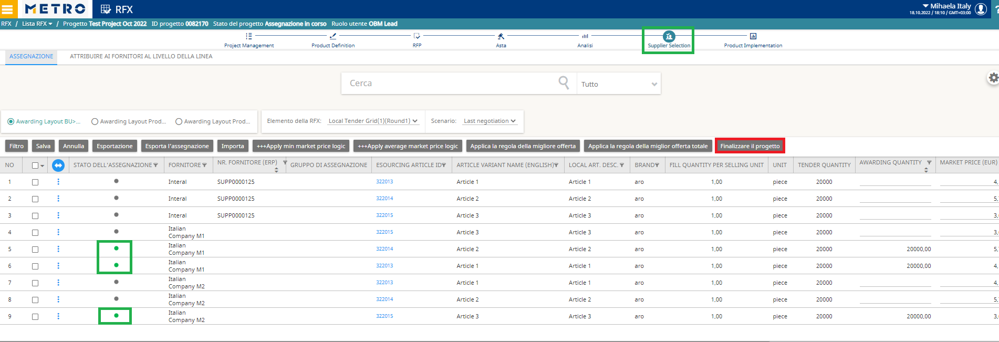 METRO RFX
Mihaela Italy
18.10.2022 / 18:10 / GMT+03:00
RFX / Lista RFX / Progetto Test Project Oct 2022 ID progetto 0082170 Stato del progetto Assegnazione in corso Ruolo utente OBM Lead
Project Management Product Definition RFP Asta Analisi Supplier Selection Product Implementation
ASSEGNAZIONE ATTRIBUIRE AI FORNITORI AL LIVELLO DELLA LINEA
Cerca Tutto
Awarding Layout BU>... Awarding Layout Prod... Awarding Layout Prod... Elemento della RFX: Local Tender Grid(1)(Round1) Scenario: Last negotiation
Filtro Salva Annulla Esportazione Esporta l'assegnazione Importa +++Apply min market price logic +++Apply average market price logic Applica la regola della migliore offerta Applica la regola della miglior offerta totale Finalizzare il progetto
NO STATO DELL'ASSEGNAZIONE FORNITORE NR. FORNITORE (ERP) GRUPPO DI ASSEGNAZIONE ESOURCING ARTICLE ID ARTICLE VARIANT NAME (ENGLISH) LOCAL ART. DESC. BRAND FILL QUANTITY PER SELLING UNIT UNIT TENDER QUANTITY AWARDING QUANTITY MARKET PRICE (EUR)
1 Interal SUPP0000125 322013 Article 1 Article 1 aro 1,00 piece 20000 4,
2 Interal SUPP0000125 322014 Article 2 Article 2 aro 1,00 piece 20000 5,
3 Interal SUPP0000125 322015 Article 3 Article 3 aro 1,00 piece 20000 3,
4 Italian Company M1 322015 Article 3 Article 3 aro 1,00 piece 20000 3,
5 Italian Company M1 322014 Article 2 Article 2 aro 1,00 piece 20000 20000,00 5,
6 Italian Company M1 322013 Article 1 Article 1 aro 1,00 piece 20000 20000,00 4,
7 Italian Company M2 322013 Article 1 Article 1 aro 1,00 piece 20000 4,
8 Italian Company M2 322014 Article 2 Article 2 aro 1,00 piece 20000 5,
9 Italian Company M2 322015 Article 3 Article 3 aro 1,00 piece 20000 20000,00 3,